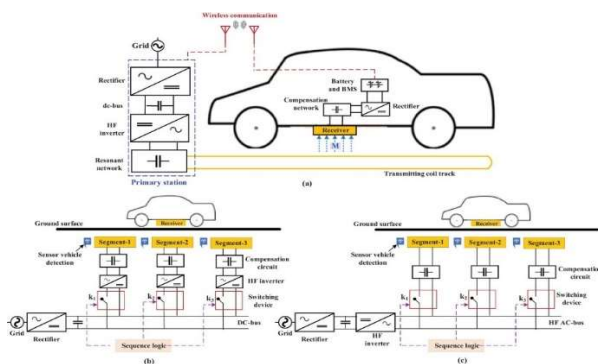 Wireless communication
Grid
Rectifier
dc-bus
HF
inverter
Resonant
network
Primary station
Battery
and BMS
Compensation
network
Rectifier
Receiver
M
Transmitting coil track
(a)
Ground surface
Receiver
Segment-1
Segment-2
Segment-3
Sensor vehicle
detection
Compensation
circuit
HF inverter
Switching
device
k1
k2
k3
DC-bus
Grid
Rectifier
Sequence logic
(b)
Ground surface
Receiver
Segment-1
Segment-2
Segment-3
Sensor vehicle
detection
Compensation
circuit
Switching
device
k1
k2
k3
HF AC-bus
Grid
Rectifier
HF
inverter
Sequence logic
(c)